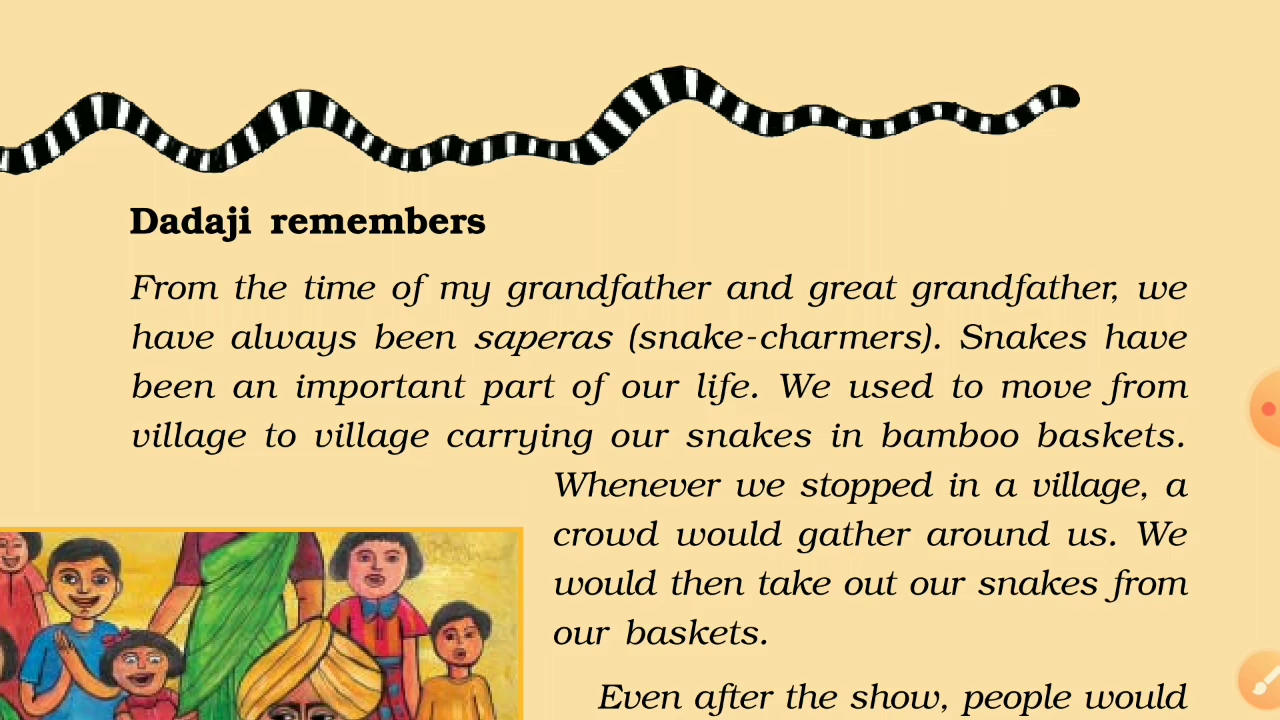 Dadaji remembers
From the time of my grandfather and great grandfather, we
have always been saperas (snake-charmers). Snakes have
been an important part of our life. We used to move from
village to village carrying our snakes in bamboo baskets.
Whenever we stopped in a village, a
crowd would gather around us. We
would then take out our snakes from
our baskets.
Even after the show, people would